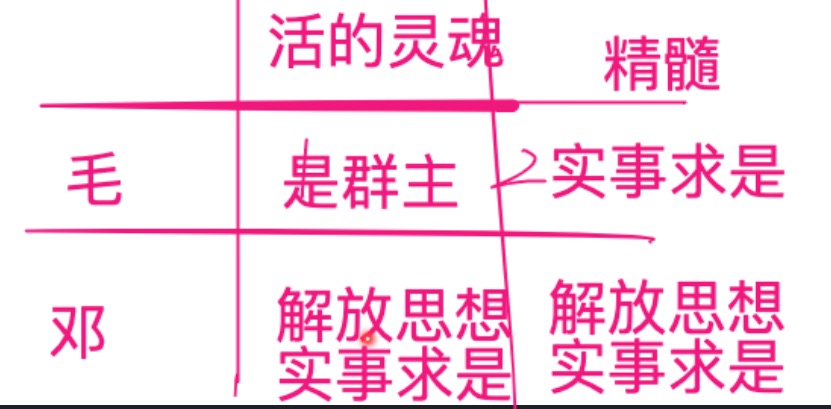 活的灵魂
精髓
毛
是群主
实事求是
邓
解放思想
实事求是
解放思想
实事求是